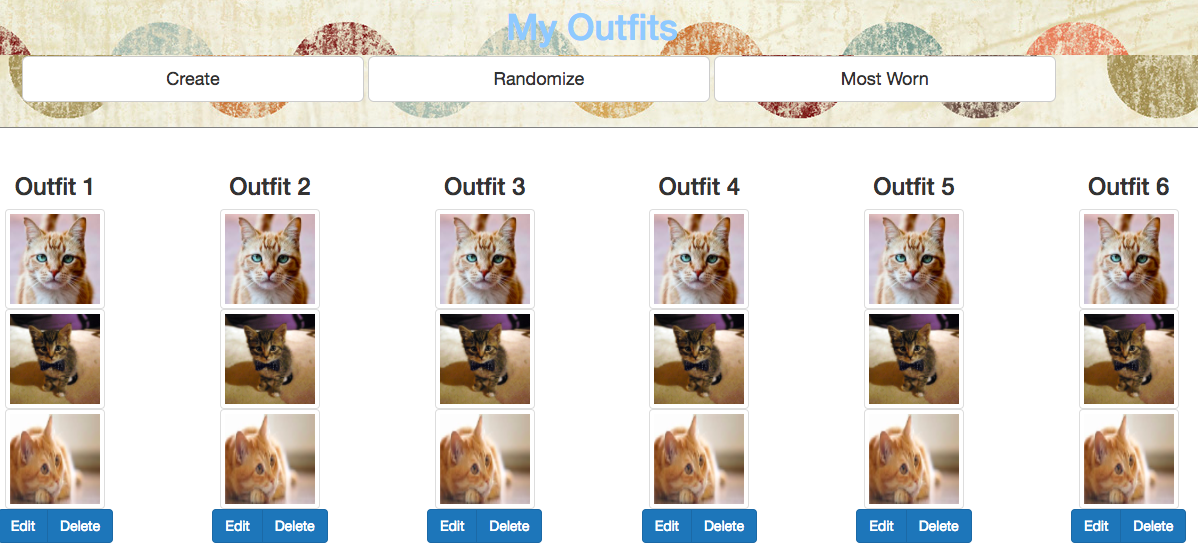 My Outfits
Create Randomize Most Worn
Outfit 1 Outfit 2 Outfit 3 Outfit 4 Outfit 5 Outfit 6
Edit Delete Edit Delete Edit Delete Edit Delete Edit Delete Edit Delete